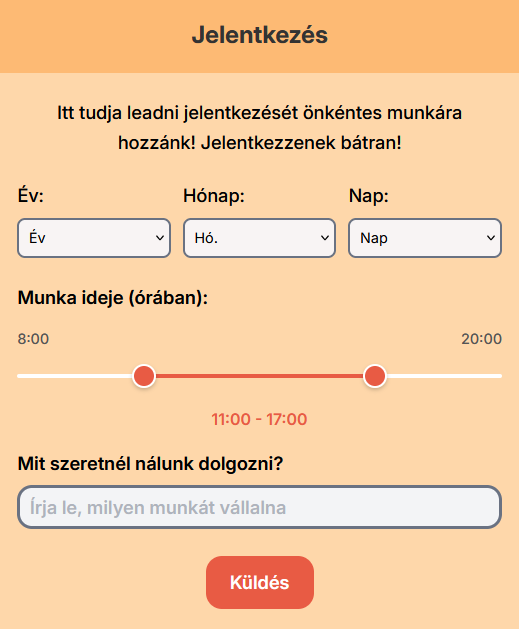 Jelentkezés
Itt tudja leadni jelentkezését önkéntes munkára
hozzánk! Jelentkezzenek bátran!
Év: Hónap: Nap:
Év Hó. Nap
Munka ideje (órában):
8:00 20:00
11:00 - 17:00
Mit szeretnél nálunk dolgozni?
Írja le, milyen munkát vállalna
Küldés